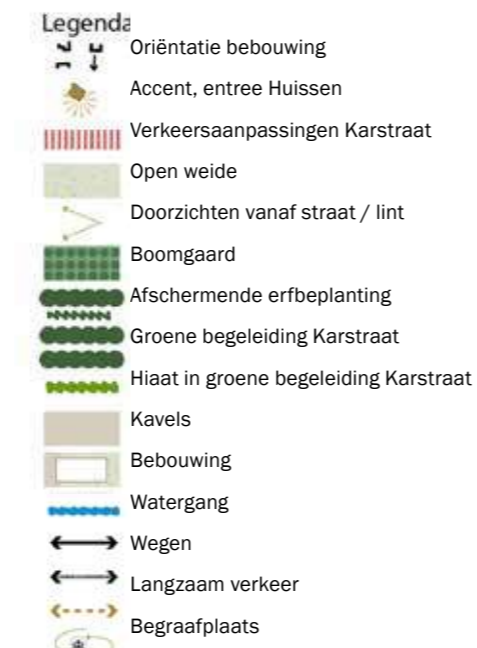 Legenda
Oriëntatie bebouwing
Accent, entree Huissen
Verkeersaanpassingen Karstraat
Open weide
Doorzichten vanaf straat / lint
Boomgaard
Afschermende erfbeplanting
Groene begeleiding Karstraat
Hiaat in groene begeleiding Karstraat
Kavels
Bebouwing
Watergang
Wegen
Langzaam verkeer
Begraafplaats